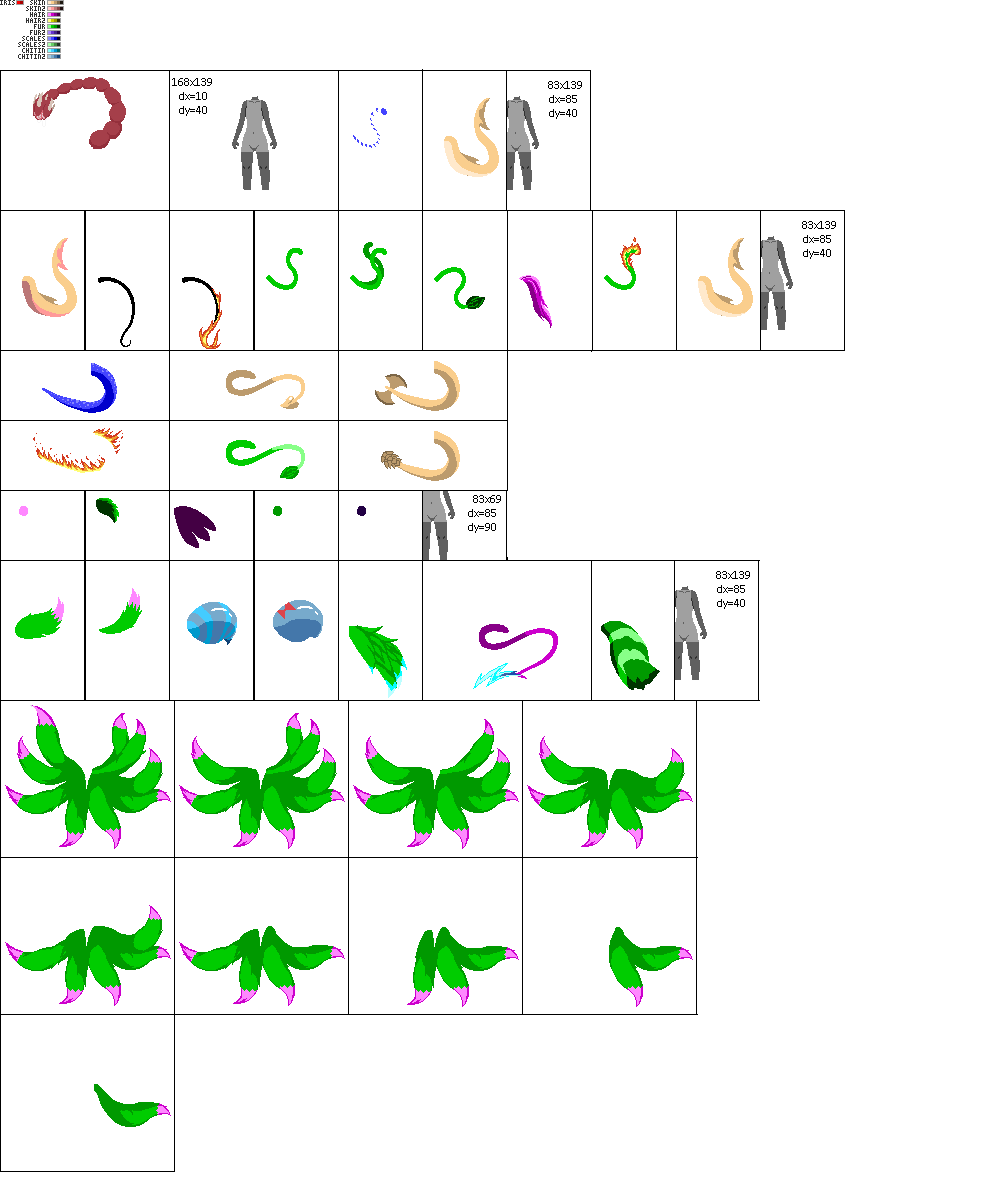 IRIS SKIN
SKIN2
HAIR
HAIR2
FUR
FUR2
SCALES
SCALES2
CHITIN
CHITIN2
168x139
dx=10
dy=40
83x139
dx=85
dy=40
83x139
dx=85
dy=40
83x69
dx=85
dy=90
83x139
dx=85
dy=40